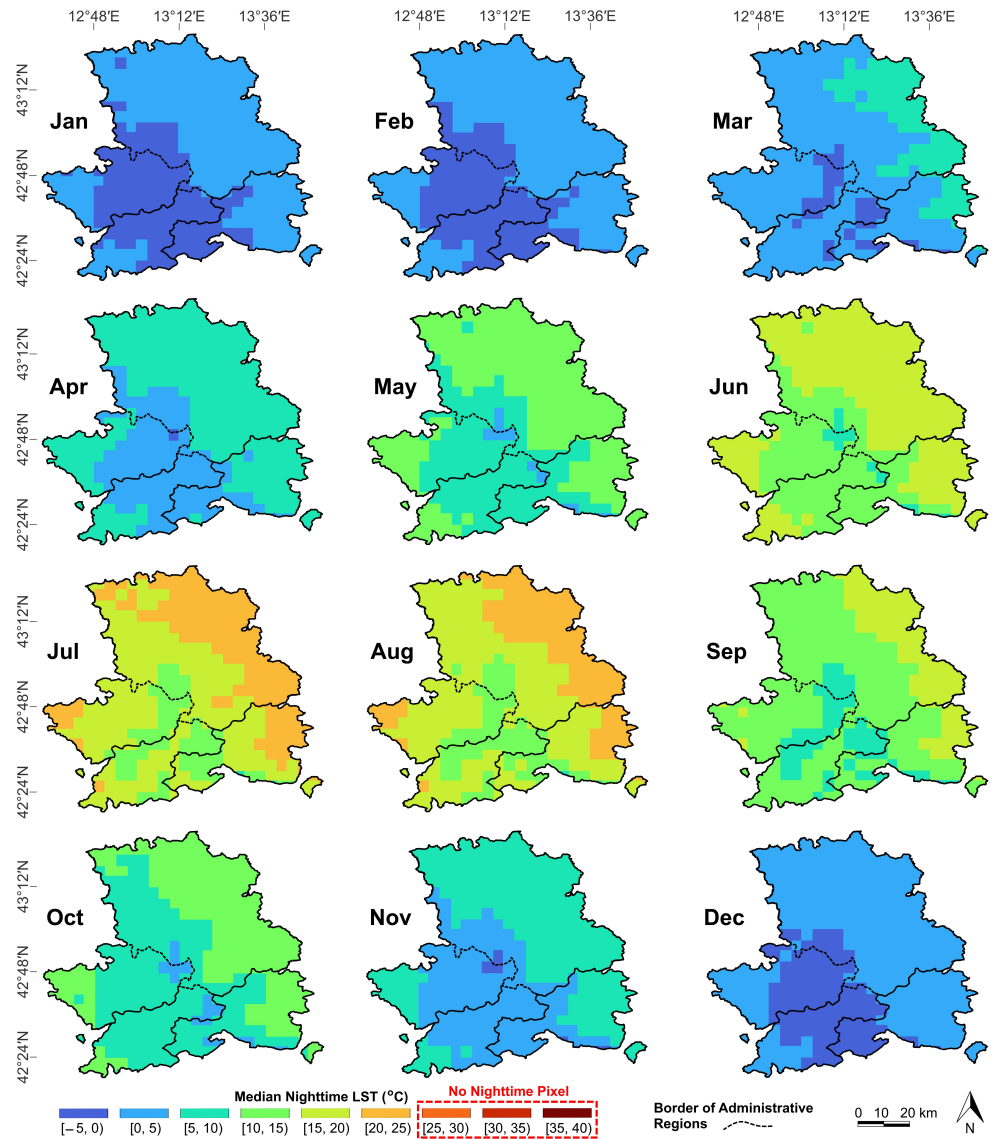 12°48'E 13°12'E 13°36'E 12°48'E 13°12'E 13°36'E 12°48'E 13°12'E 13°36'E
43°12'N
Jan Feb Mar
42°48'N
42°24'N
43°12'N
Apr May Jun
42°48'N
42°24'N
43°12'N
Jul Aug Sep
42°48'N
42°24'N
43°12'N
Oct Nov Dec
42°48'N
42°24'N
Median Nighttime LST (°C) No Nighttime Pixel
[−5, 0) [0, 5) [5, 10) [10, 15) [15, 20) [20, 25) [25, 30) [30, 35) [35, 40)
Border of Administrative
Regions
0 10 20 km
N